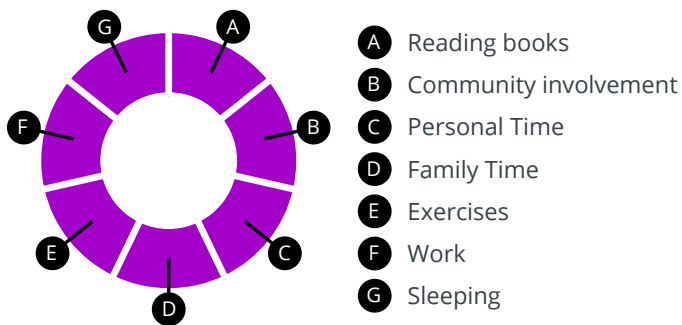 G
A
F
B
E
C
D
A Reading books
B Community involvement
C Personal Time
D Family Time
E Exercises
F Work
G Sleeping